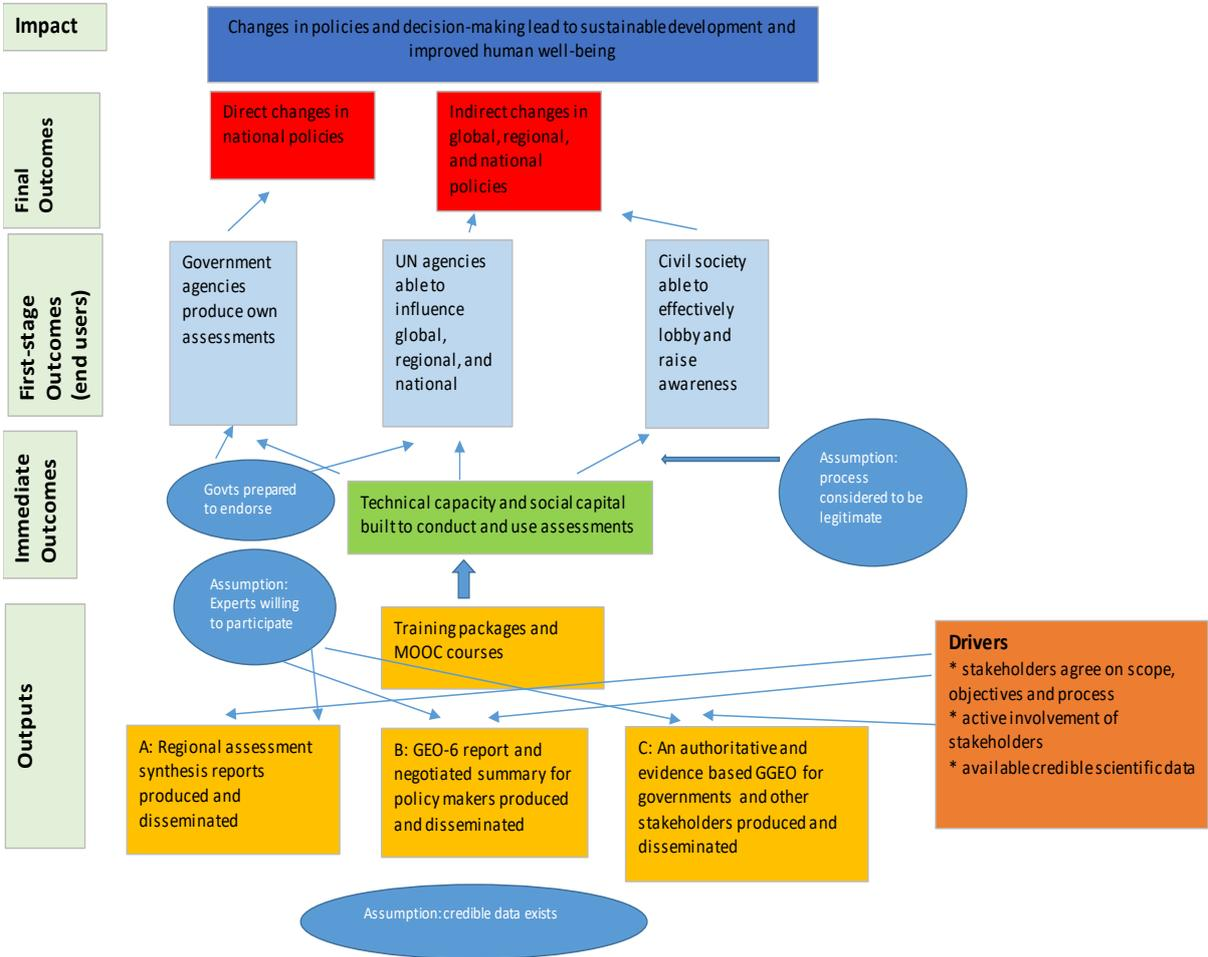 Impact
Changes in policies and decision-making lead to sustainable development and
improved human well-being
Final
Outcomes
Direct changes in
national policies
Indirect changes in
global, regional,
and national
policies
First-stage
Outcomes
(end users)
Government
agencies
produce own
assessments
UN agencies
able to
influence
global,
regional, and
national
Civil society
able to
effectively
lobby and
raise
awareness
Immediate
Outcomes
Govts prepared
to endorse
Technical capacity and social capital
built to conduct and use assessments
Assumption:
process
considered to be
legitimate
Assumption:
Experts willing
to participate
Training packages and
MOOC courses
Outputs
Drivers
* stakeholders agree on scope,
objectives and process
* active involvement of
stakeholders
* available credible scientific data
A: Regional assessment
synthesis reports
produced and
disseminated
B: GEO-6 report and
negotiated summary for
policy makers produced
and disseminated
C: An authoritative and
evidence based GGEO for
governments and other
stakeholders produced and
disseminated
Assumption: credible data exists